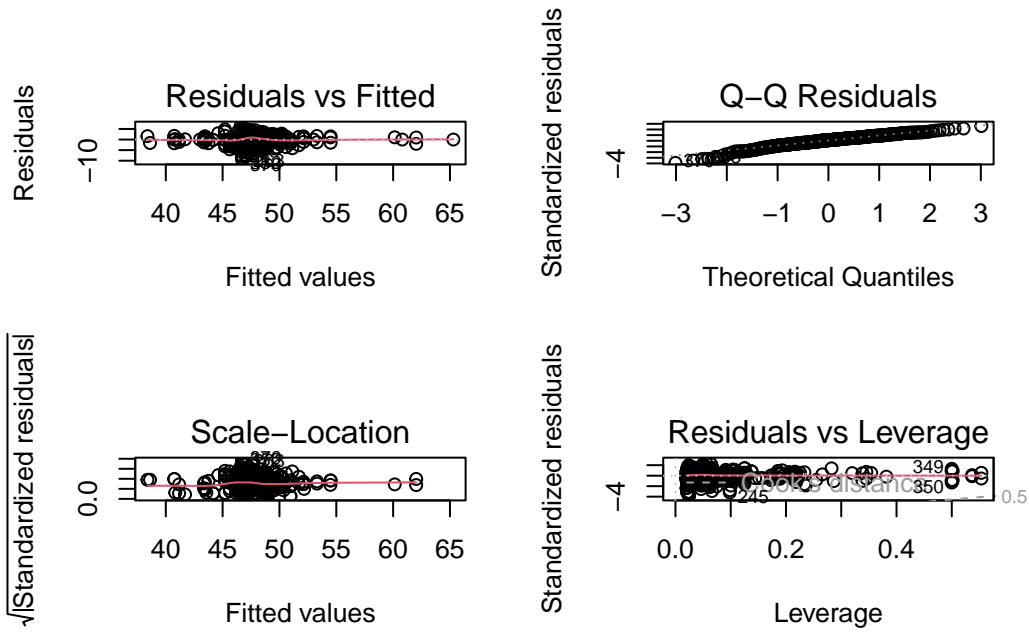 Residuals vs Fitted
Residuals
−10
40 45 50 55 60 65
Fitted values
Q−Q Residuals
Standardized residuals
−4
−3 −1 0 1 2 3
Theoretical Quantiles
Scale−Location
√|Standardized residuals|
0.0
40 45 50 55 60 65
Fitted values
Residuals vs Leverage
Standardized residuals
−4
Cook's distance
349
350
245
0.5
0.0 0.2 0.4
Leverage